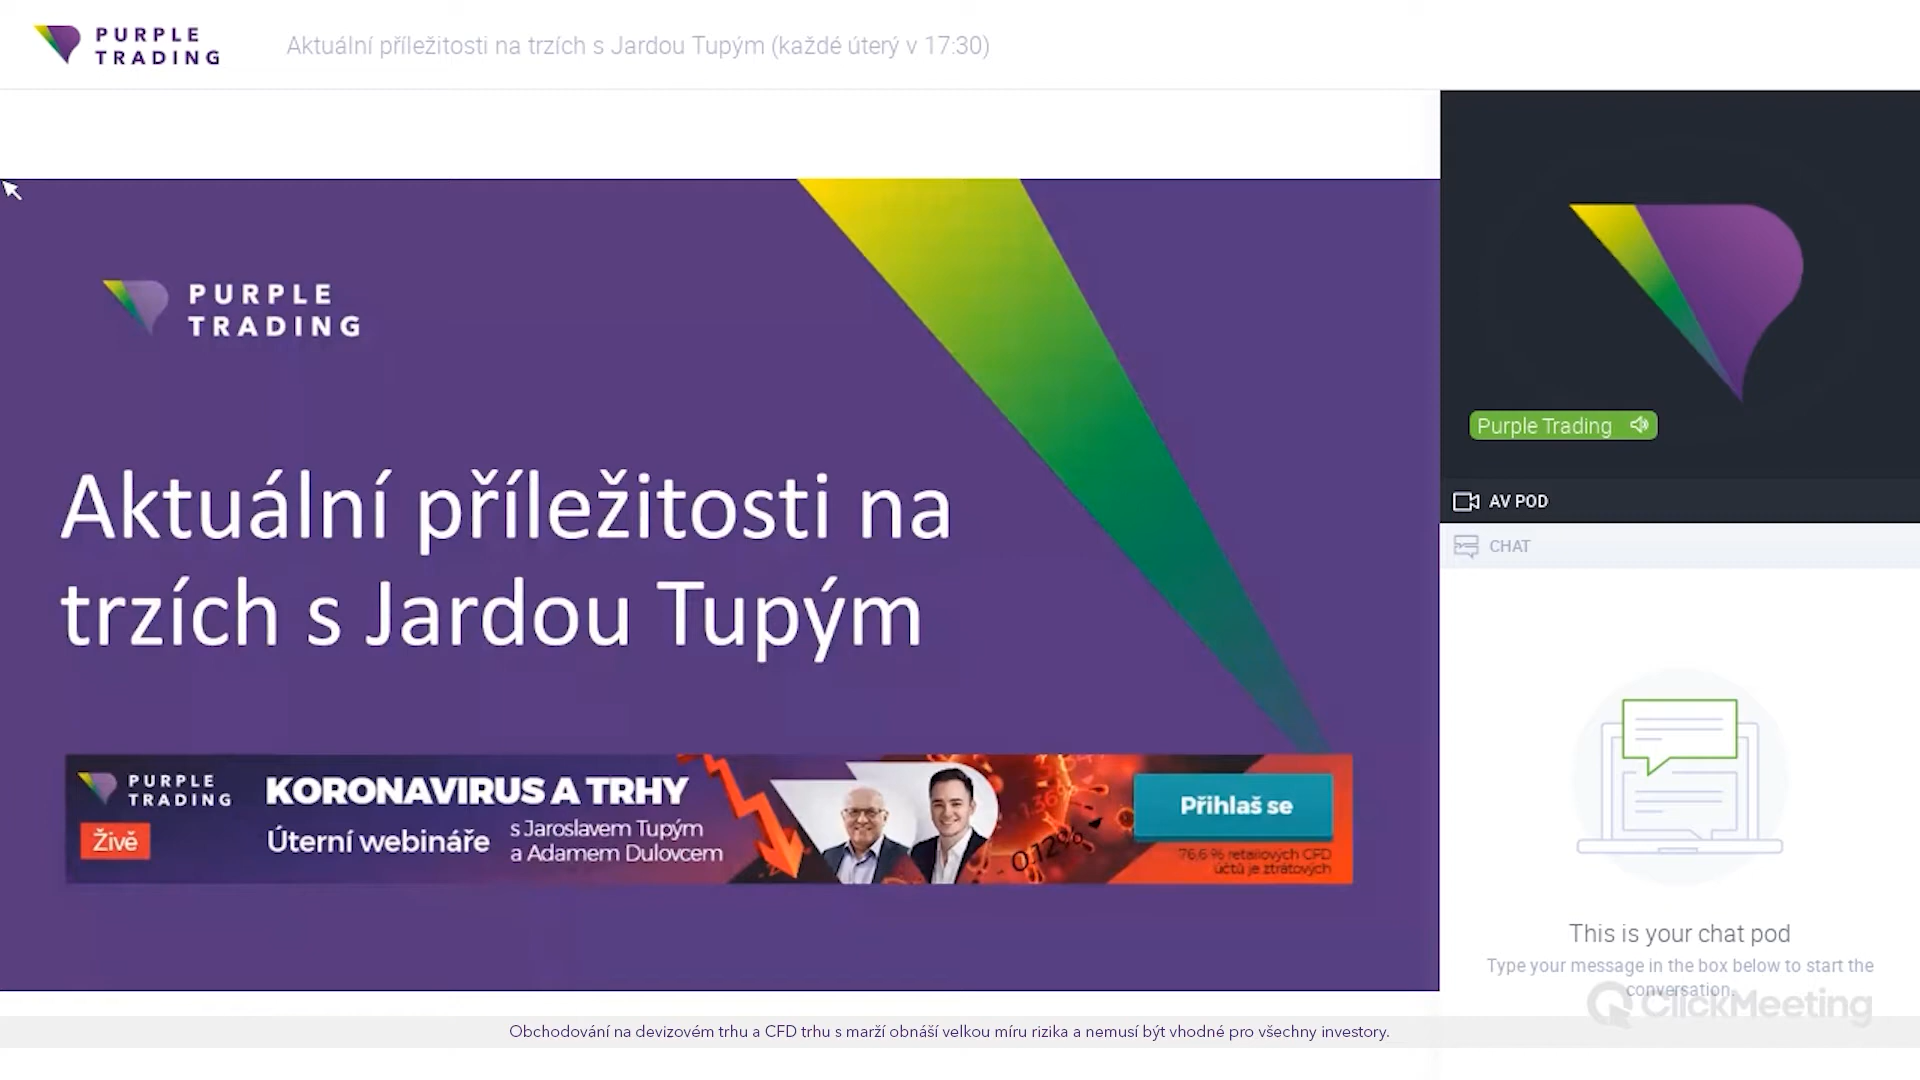 PURPLE
TRADING
Aktuální příležitosti na trzích s Jardou Tupým (každé úterý v 17:30)
PURPLE
TRADING
Aktuální příležitosti na
trzích s Jardou Tupým
PURPLE
TRADING
Živě
KORONAVIRUS A TRHY
Úterní webináře
s Jaroslavem Tupým
a Adamem Dulovcem
0.12%
Přihlaš se
76,6 % retailových CFD
účtů je ztrátových
Purple Trading
AV POD
CHAT
This is your chat pod
Type your message in the box below to start the
conversation.
ClickMeeting
Obchodování na devizovém trhu a CFD trhu s marží obnáší velkou míru rizika a nemusí být vhodné pro všechny investory.